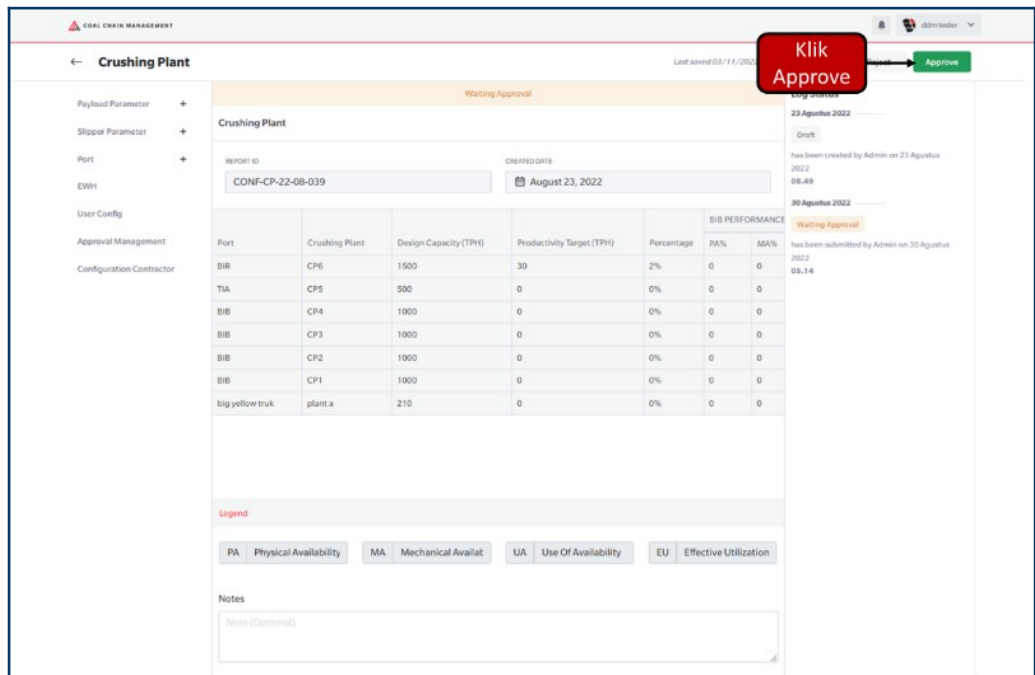 COAL CHAIN MANAGEMENT
ddm tester
← Crushing Plant
Last saved 03/11/2022
Klik
Approve
Approve
Payload Parameter +
Slipper Parameter +
Port +
EWH
User Config
Approval Management
Configuration Contractor
Waiting Approval
Crushing Plant
REPORT ID CREATED DATE
CONF-CP-22-08-039 August 23, 2022
BIB PERFORMANCE
Port Crushing Plant Design Capacity (TPH) Productivity Target (TPH) Percentage PA% MA%
BIR CP6 1500 30 2% 0 0
TIA CP5 500 0 0% 0 0
BIB CP4 1000 0 0% 0 0
BIB CP3 1000 0 0% 0 0
BIB CP2 1000 0 0% 0 0
BIB CP1 1000 0 0% 0 0
big yellow truk plant a 210 0 0% 0 0
Legend
PA Physical Availability MA Mechanical Availat UA Use Of Availability EU Effective Utilization
Notes
Note (Optional)
Log Status
23 Agustus 2022
Draft
has been created by Admin on 23 Agustus
2022
08.49
30 Agustus 2022
Waiting Approval
has been submitted by Admin on 30 Agustus
2022
05.14